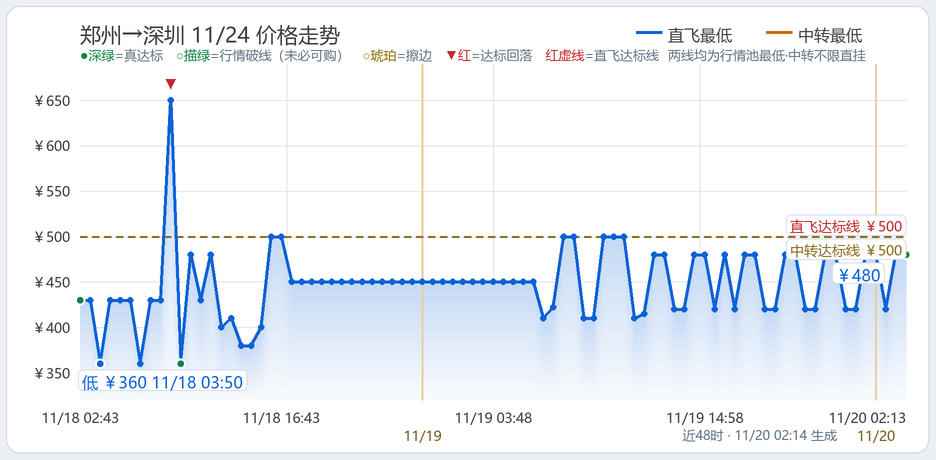 郑州→深圳 11/24 价格走势
直飞最低 中转最低
●深绿=真达标 ○描绿=行情破线（未必可购） ○琥珀=擦边 ▼红=达标回落 红虚线=直飞达标线 两线均为行情池最低·中转不限直挂
￥650
￥600
￥550
￥500
￥450
￥400
￥350
直飞达标线 ￥500
中转达标线 ￥500
￥480
低 ￥360 11/18 03:50
11/18 02:43 11/18 16:43 11/19 03:48 11/19 14:58 11/20 02:13
11/19 近48时 · 11/20 02:14 生成 11/20